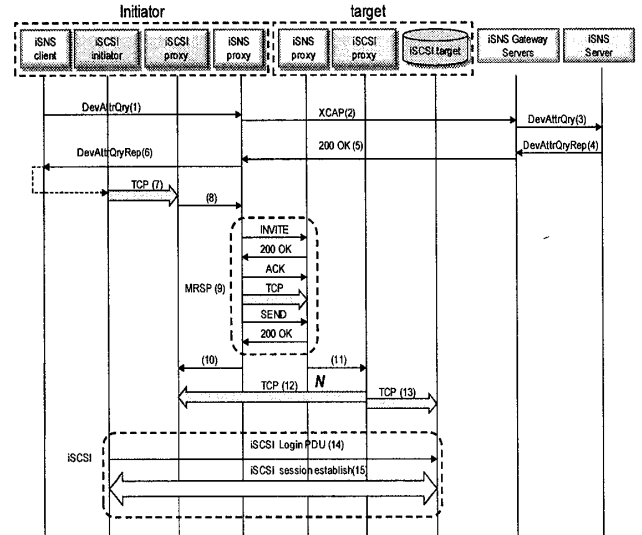 Initiator
target
iSNS
client
iSCSI
initiator
iSCSI
proxy
iSNS
proxy
iSNS
proxy
iSCSI
proxy
iSCSI target
iSNS Gateway
Servers
iSNS
Server
DevAttrQry(1)
XCAP(2)
DevAttrQry(3)
DevAttrQryRep(6)
200 OK (5)
DevAttrQryRep(4)
TCP (7)
(8)
INVITE
200 OK
ACK
MRSP (9)
TCP
SEND
200 OK
(10)
(11)
TCP (12)
N
TCP (13)
iSCSI Login PDU (14)
iSCSI
iSCSI session establish(15)